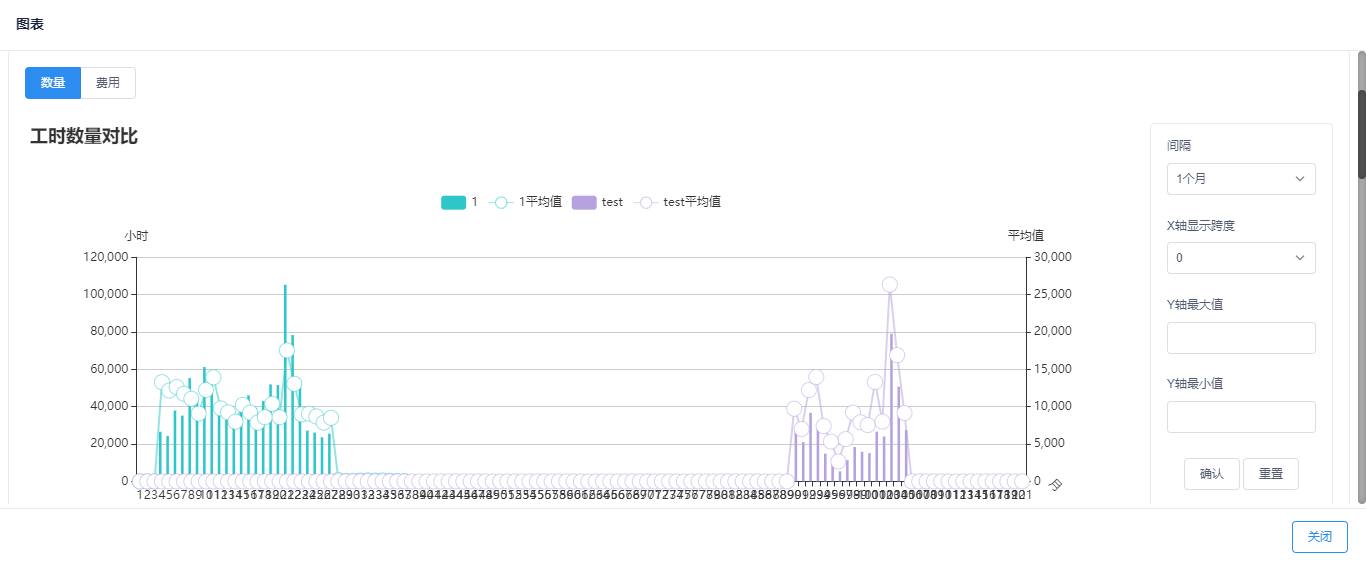 图表
数量 费用
工时数量对比
1 1平均值 test test平均值
小时 平均值
120,000 30,000
100,000 25,000
80,000 20,000
60,000 15,000
40,000 10,000
20,000 5,000
0 0 月
间隔
1个月
X轴显示跨度
0
Y轴最大值
Y轴最小值
确认 重置
关闭